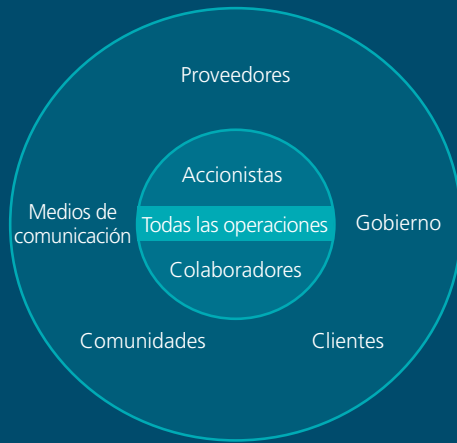 Proveedores
Accionistas
Medios de
comunicación
Todas las operaciones
Gobierno
Colaboradores
Comunidades
Clientes